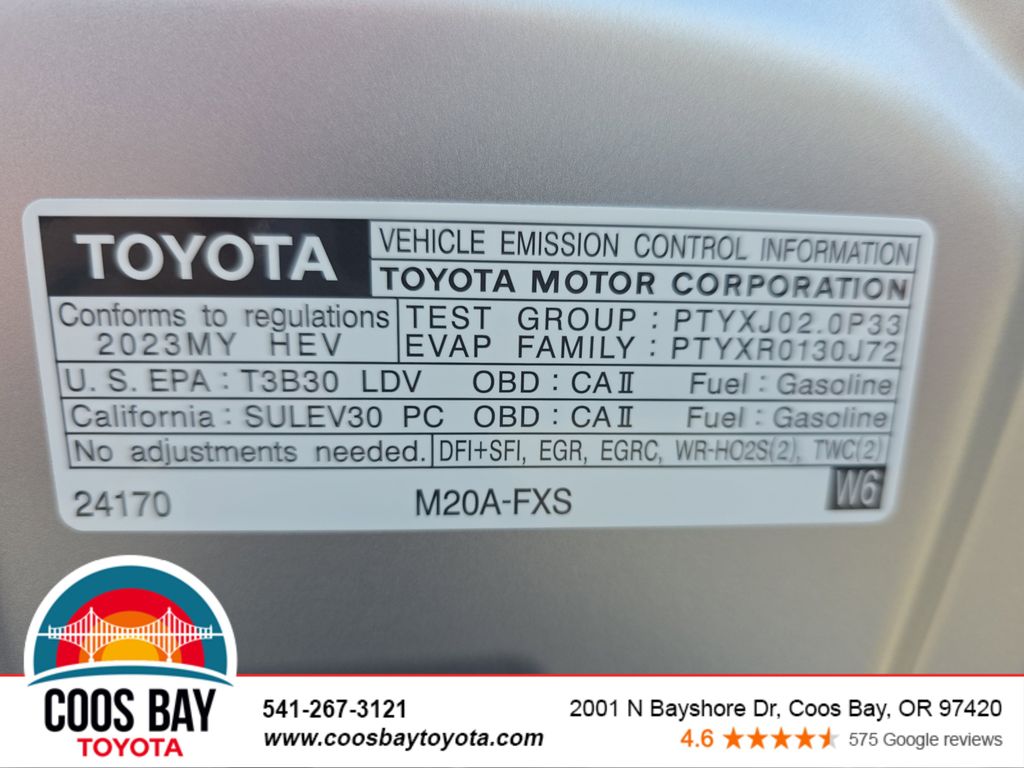 TOYOTA
VEHICLE EMISSION CONTROL INFORMATION
TOYOTA MOTOR CORPORATION
Conforms to regulations
2023MY HEV
TEST GROUP : PTYXJ02.0P33
EVAP FAMILY : PTYXR0130J72
U. S. EPA : T3B30 LDV OBD : CAⅡ Fuel : Gasoline
California : SULEV30 PC OBD : CAⅡ Fuel : Gasoline
No adjustments needed. DFI+SFI, EGR, EGRC, WR-HO2S(2), TWC(2)
24170 M20A-FXS W6
COOS BAY
TOYOTA
541-267-3121
www.coosbaytoyota.com
2001 N Bayshore Dr, Coos Bay, OR 97420
4.6 575 Google reviews